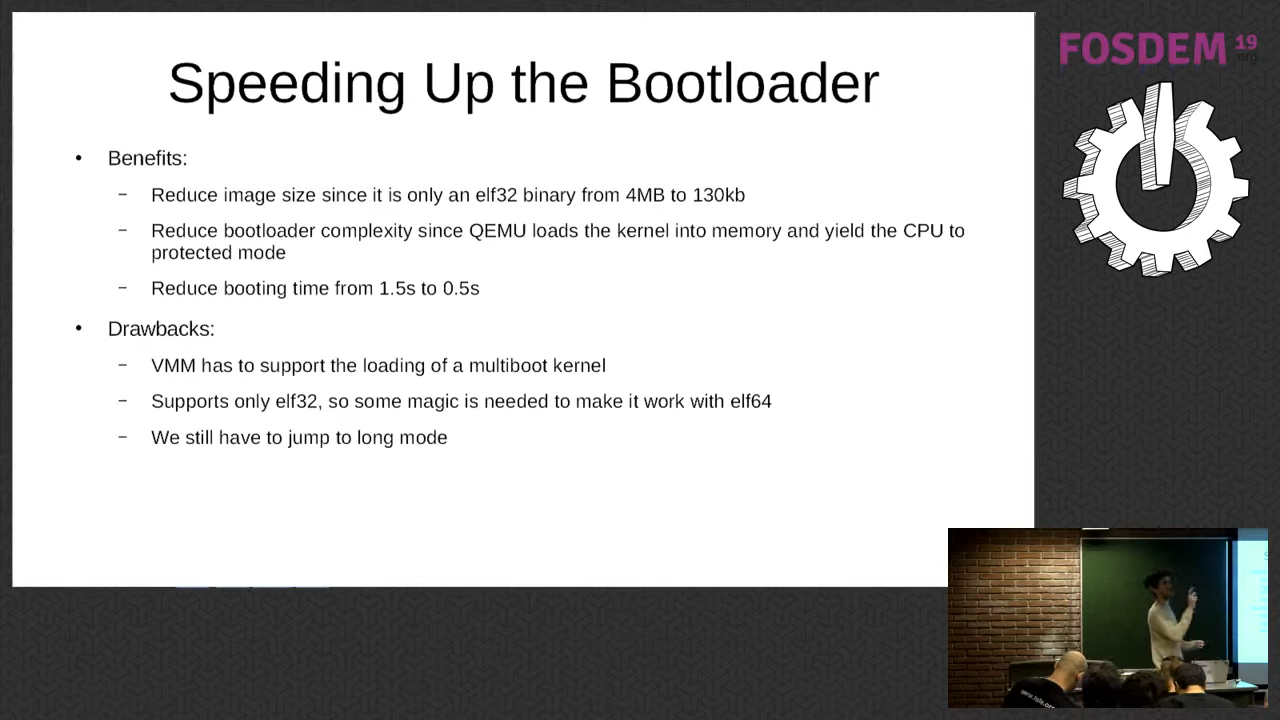 Speeding Up the Bootloader
• Benefits:
– Reduce image size since it is only an elf32 binary from 4MB to 130kb
– Reduce bootloader complexity since QEMU loads the kernel into memory and yield the CPU to
protected mode
– Reduce booting time from 1.5s to 0.5s
• Drawbacks:
– VMM has to support the loading of a multiboot kernel
– Supports only elf32, so some magic is needed to make it work with elf64
– We still have to jump to long mode
FOSDEM 19
.org